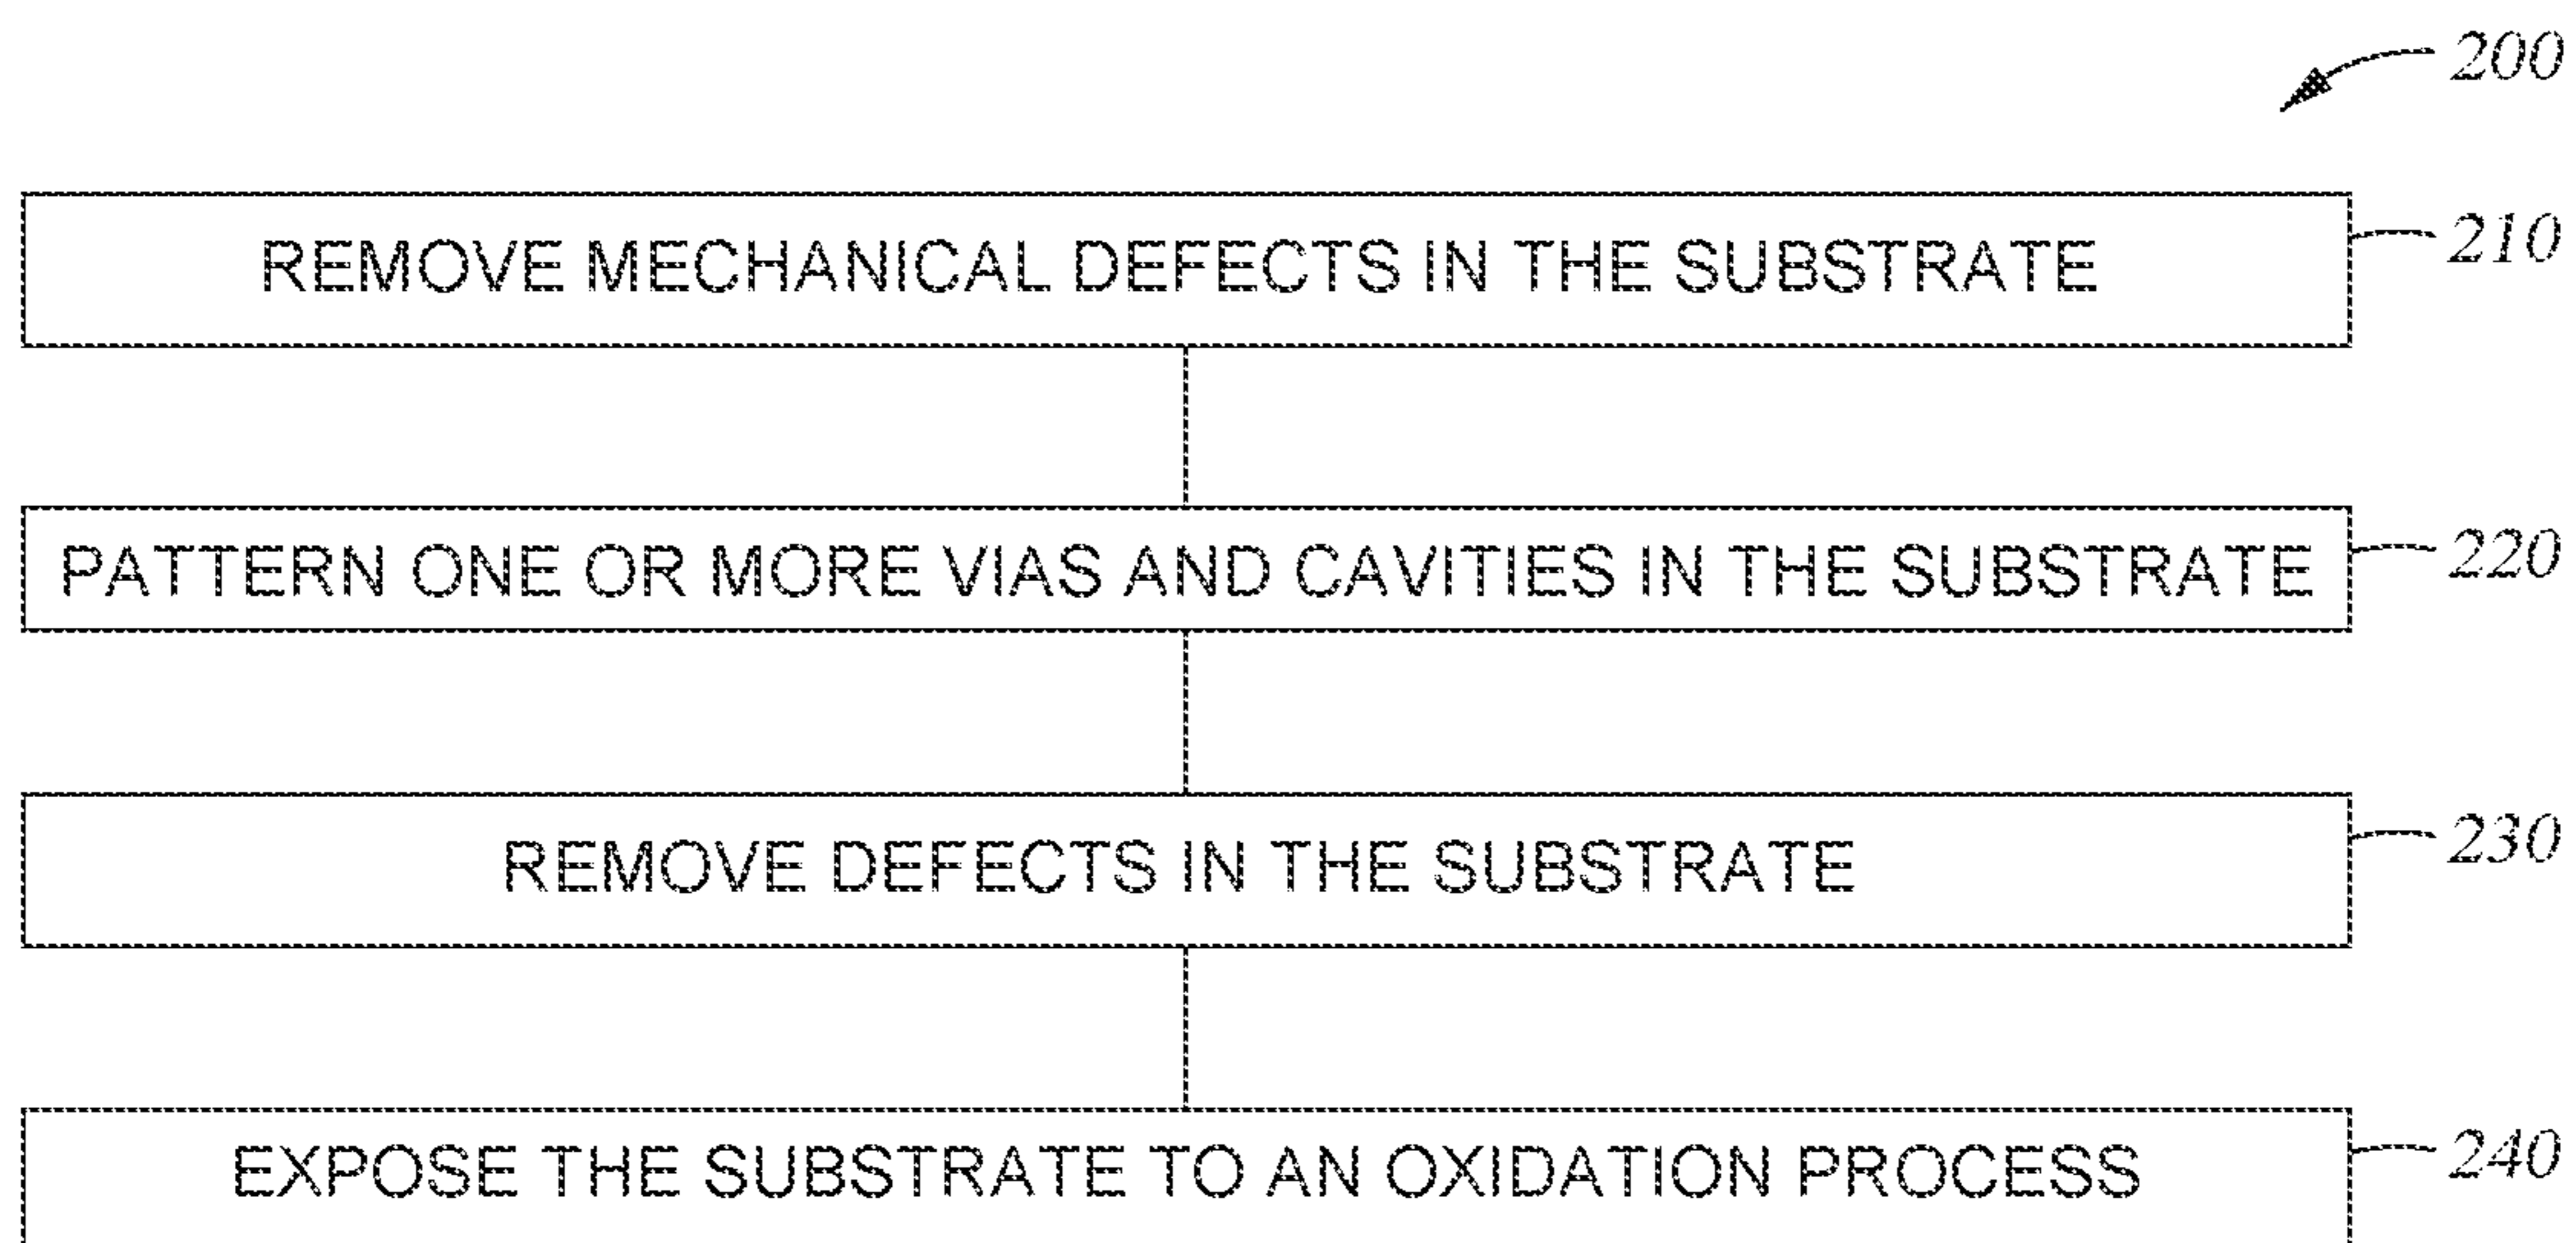 200
REMOVE MECHANICAL DEFECTS IN THE SUBSTRATE 210
PATTERN ONE OR MORE VIAS AND CAVITIES IN THE SUBSTRATE 220
REMOVE DEFECTS IN THE SUBSTRATE 230
EXPOSE THE SUBSTRATE TO AN OXIDATION PROCESS 240